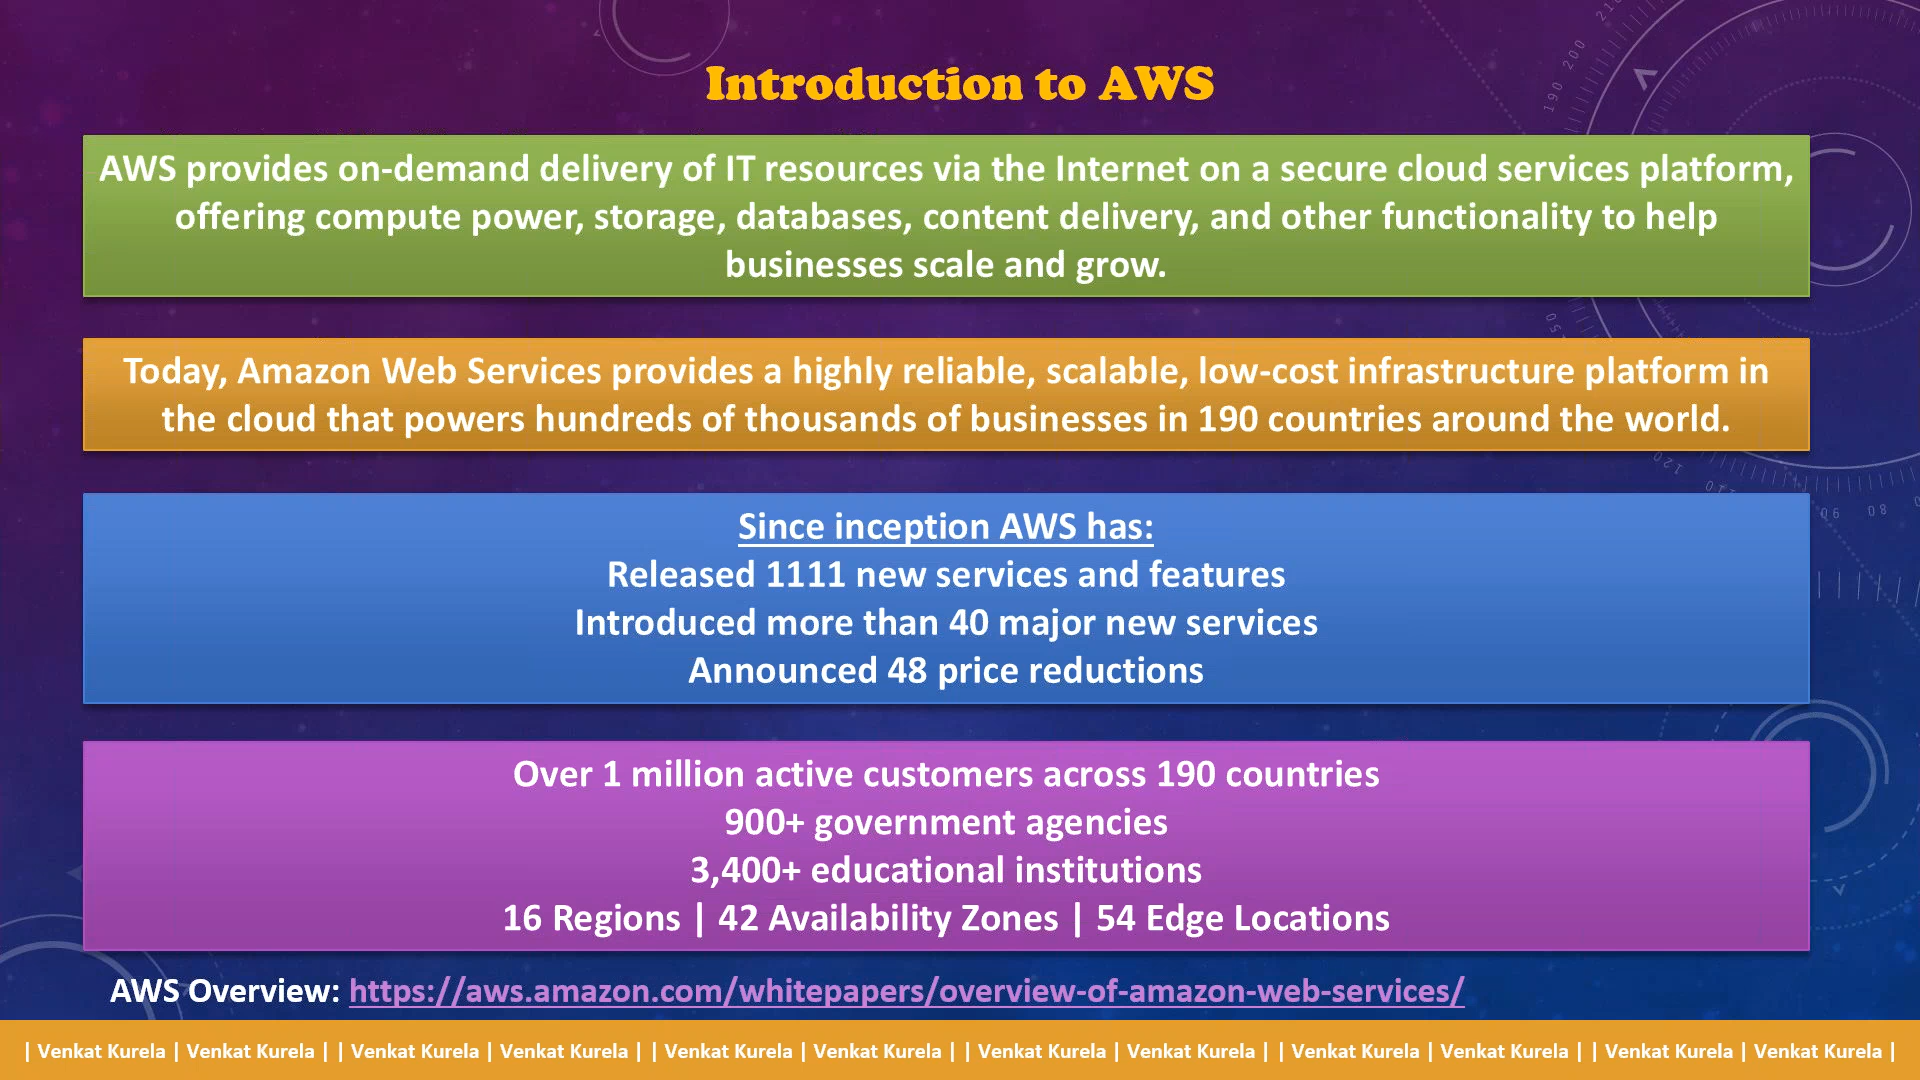 Introduction to AWS
AWS provides on-demand delivery of IT resources via the Internet on a secure cloud services platform,
offering compute power, storage, databases, content delivery, and other functionality to help
businesses scale and grow.
Today, Amazon Web Services provides a highly reliable, scalable, low-cost infrastructure platform in
the cloud that powers hundreds of thousands of businesses in 190 countries around the world.
Since inception AWS has:
Released 1111 new services and features
Introduced more than 40 major new services
Announced 48 price reductions
Over 1 million active customers across 190 countries
900+ government agencies
3,400+ educational institutions
16 Regions | 42 Availability Zones | 54 Edge Locations
AWS Overview: https://aws.amazon.com/whitepapers/overview-of-amazon-web-services/
| Venkat Kurela | Venkat Kurela | | Venkat Kurela | Venkat Kurela | | Venkat Kurela | Venkat Kurela | | Venkat Kurela | Venkat Kurela | | Venkat Kurela | Venkat Kurela | | Venkat Kurela | Venkat Kurela |
210
200
190
120
80
90